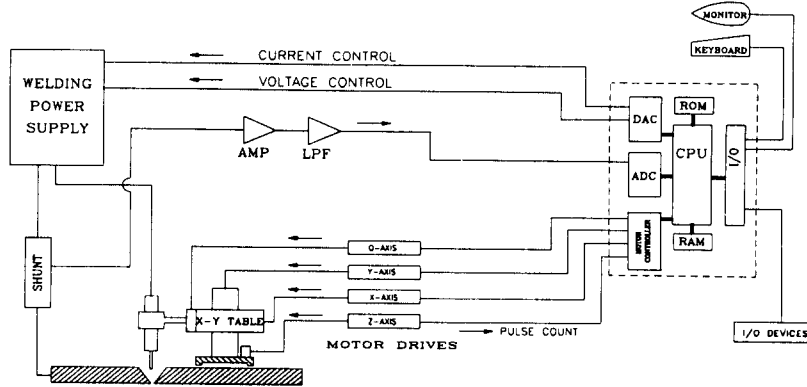 MONITOR
KEYBOARD
CURRENT CONTROL
VOLTAGE CONTROL
WELDING
POWER
SUPPLY
AMP
LPF
DAC
ROM
CPU
I/O
ADC
MOTOR
CONTROLLER
RAM
SHUNT
O-AXIS
Y-AXIS
X-AXIS
Z-AXIS
X-Y TABLE
PULSE COUNT
MOTOR DRIVES
I/O DEVICES